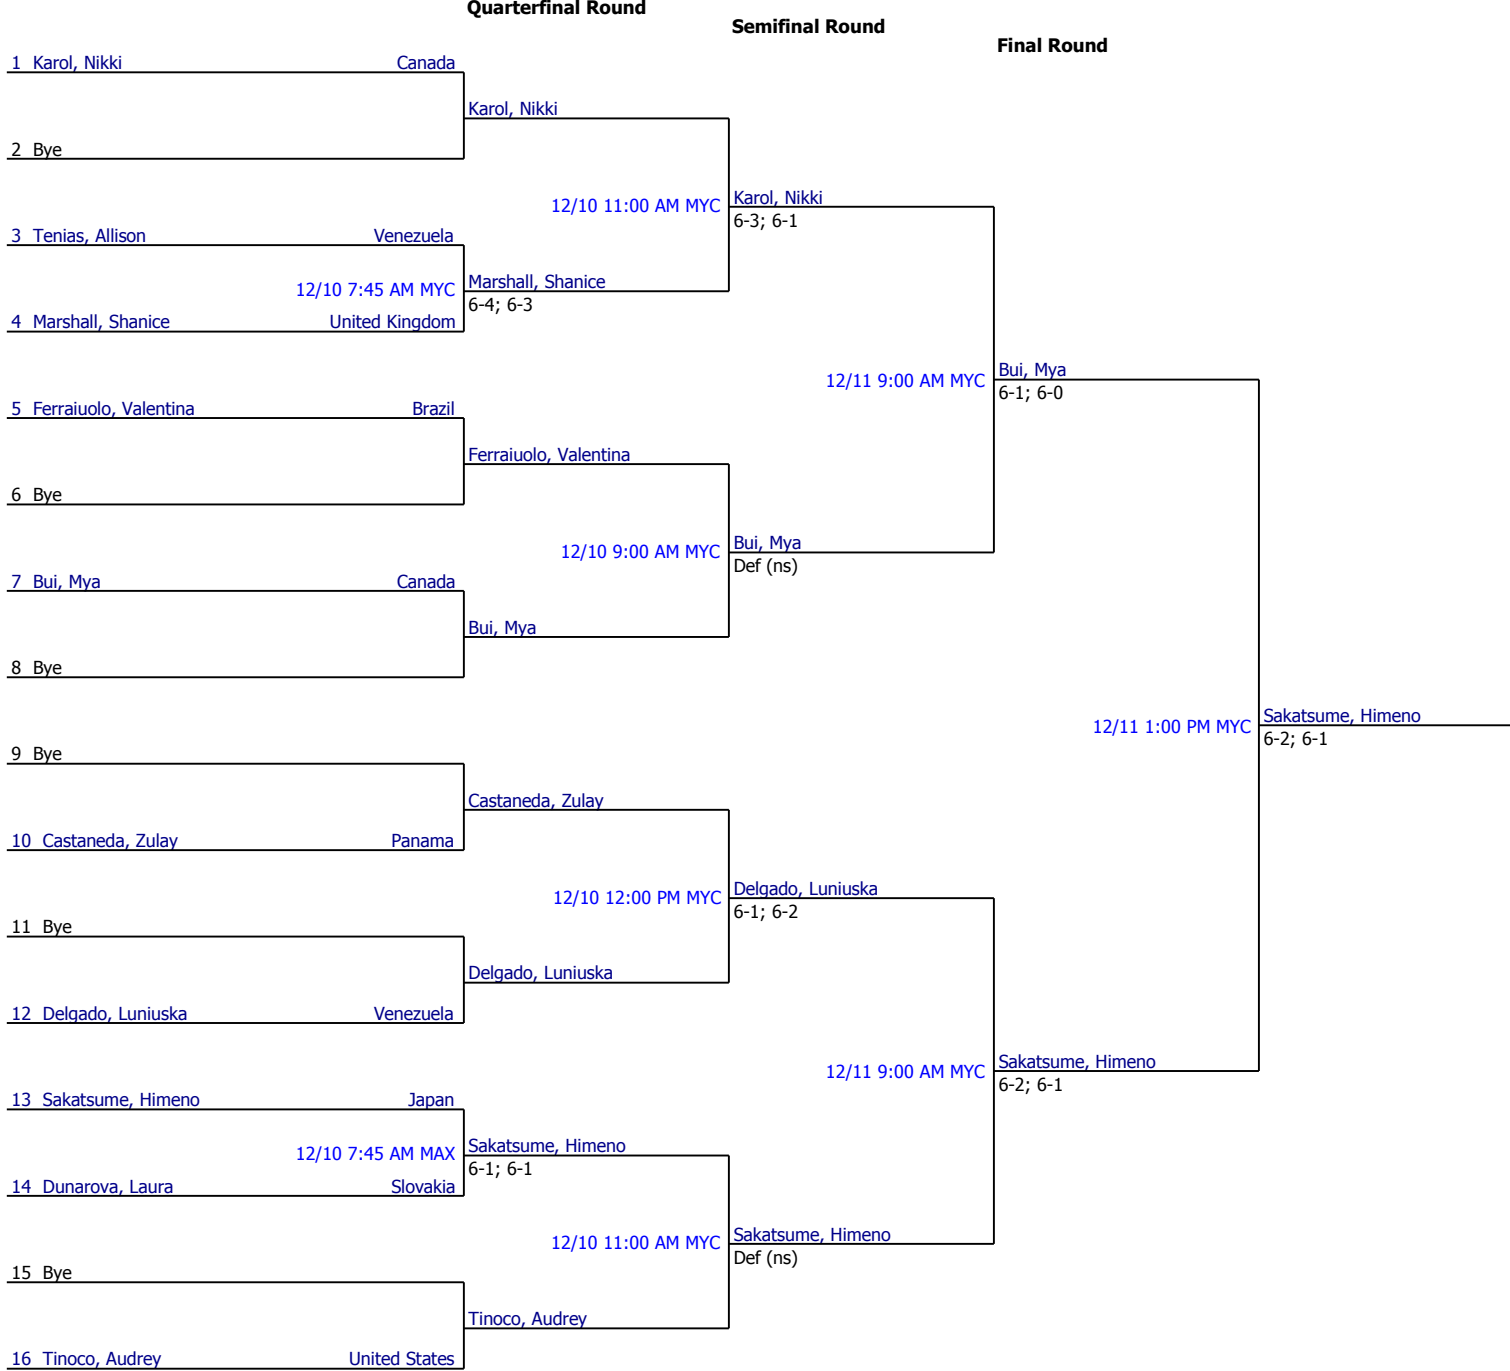 Quarterfinal Round
Semifinal Round
Final Round
1 Karol, Nikki Canada
Karol, Nikki
2 Bye
12/10 11:00 AM MYC Karol, Nikki
6-3; 6-1
3 Tenias, Allison Venezuela
12/10 7:45 AM MYC Marshall, Shanice
6-4; 6-3
4 Marshall, Shanice United Kingdom
12/11 9:00 AM MYC Bui, Mya
6-1; 6-0
5 Ferraiuolo, Valentina Brazil
Ferraiuolo, Valentina
6 Bye
12/10 9:00 AM MYC Bui, Mya
Def (ns)
7 Bui, Mya Canada
Bui, Mya
8 Bye
12/11 1:00 PM MYC Sakatsume, Himeno
6-2; 6-1
9 Bye
Castaneda, Zulay
10 Castaneda, Zulay Panama
12/10 12:00 PM MYC Delgado, Luniuska
6-1; 6-2
11 Bye
Delgado, Luniuska
12 Delgado, Luniuska Venezuela
12/11 9:00 AM MYC Sakatsume, Himeno
6-2; 6-1
13 Sakatsume, Himeno Japan
12/10 7:45 AM MAX Sakatsume, Himeno
6-1; 6-1
14 Dunarova, Laura Slovakia
12/10 11:00 AM MYC Sakatsume, Himeno
Def (ns)
15 Bye
Tinoco, Audrey
16 Tinoco, Audrey United States